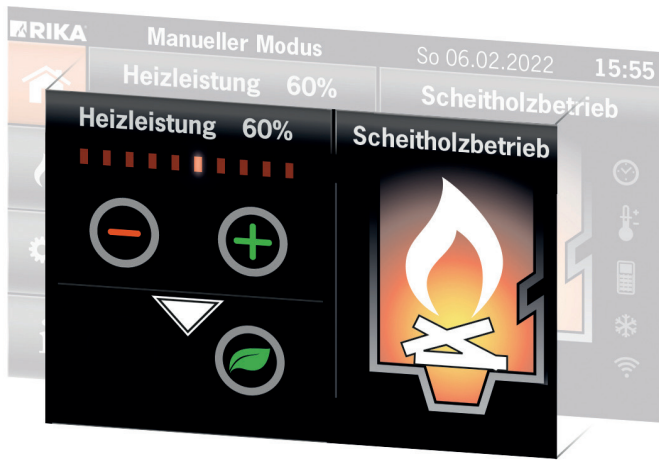 RIKA
Manueller Modus
So 06.02.2022
15:55
Heizleistung 60%
Scheitholzbetrieb
Heizleistung 60%
Scheitholzbetrieb